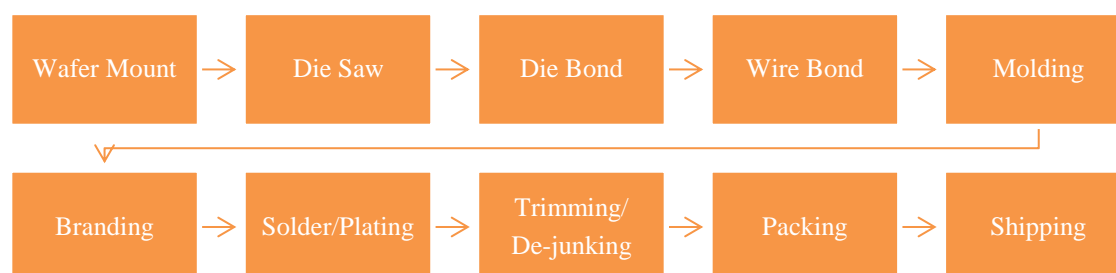 Wafer Mount
Die Saw
Die Bond
Wire Bond
Molding
Branding
Solder/Plating
Trimming/
De-junking
Packing
Shipping